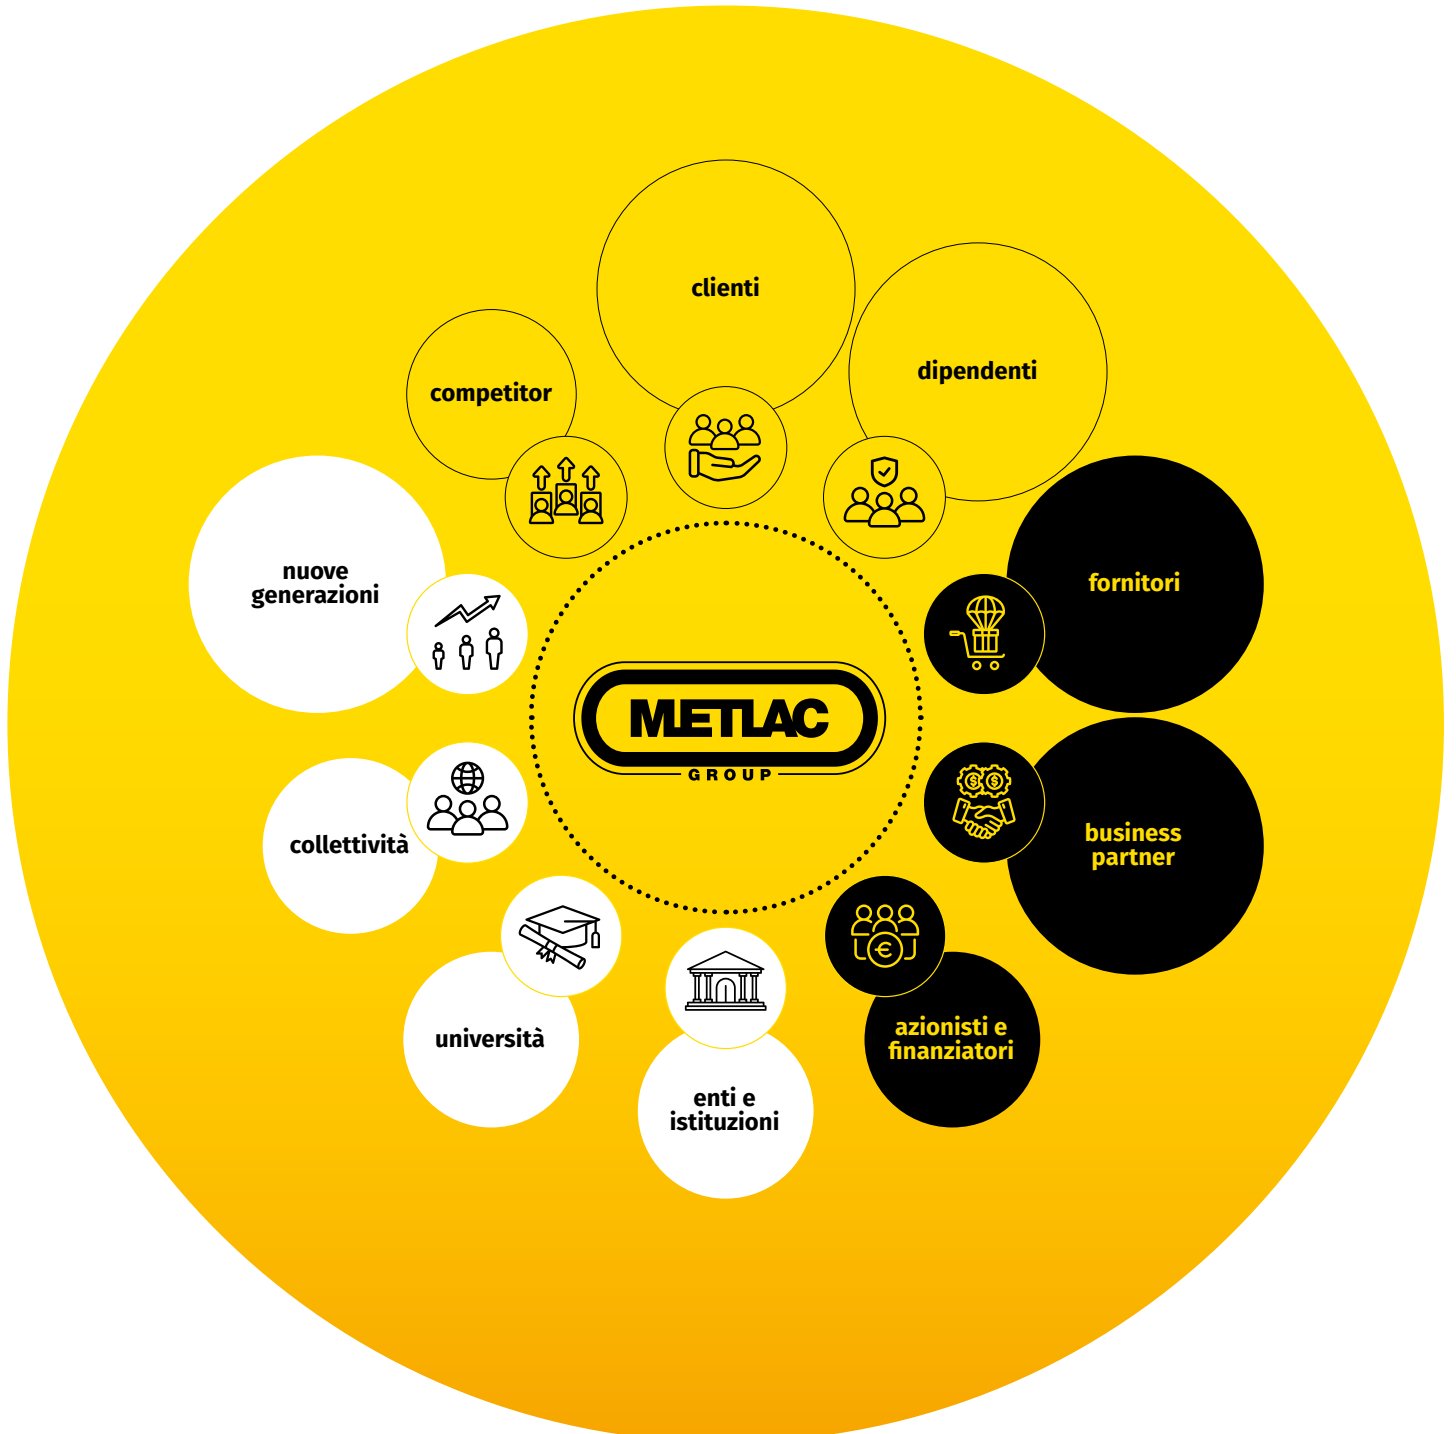 clienti
dipendenti
competitor
nuove
generazioni
fornitori
METLAC
GROUP
collettività
business
partner
università
azionisti e
finanziatori
enti e
istituzioni